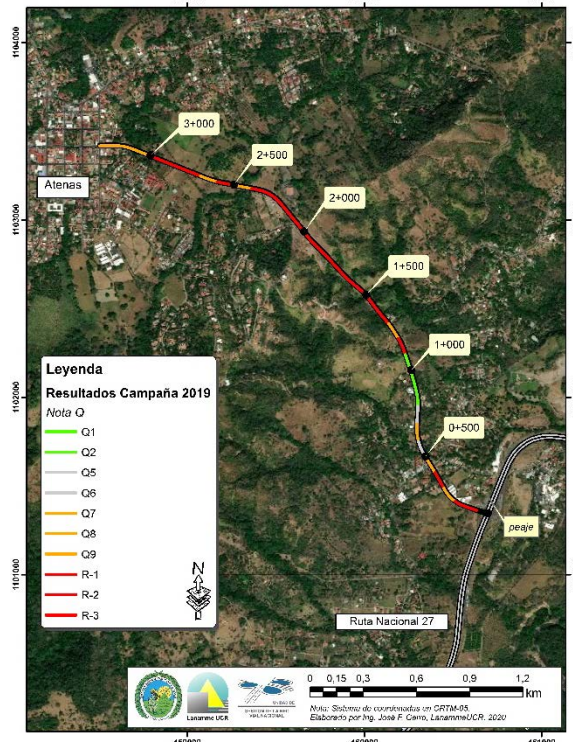 1104000
3+000
2+500
Atenas
2+000
1103000
1+500
1+000
Leyenda
Resultados Campaña 2019
Nota Q
Q1
Q2
Q5
Q6
Q7
Q8
Q9
R-1
R-2
R-3
1102000
0+500
peaje
1101000
N
Ruta Nacional 27
LanammeUCR
0 0,15 0,3 0,6 0,9 1,2
km
Nota: Sistema de coordenadas en CRTM-05.
Elaborado por Ing. José F. Garro, LanammeUCR. 2020